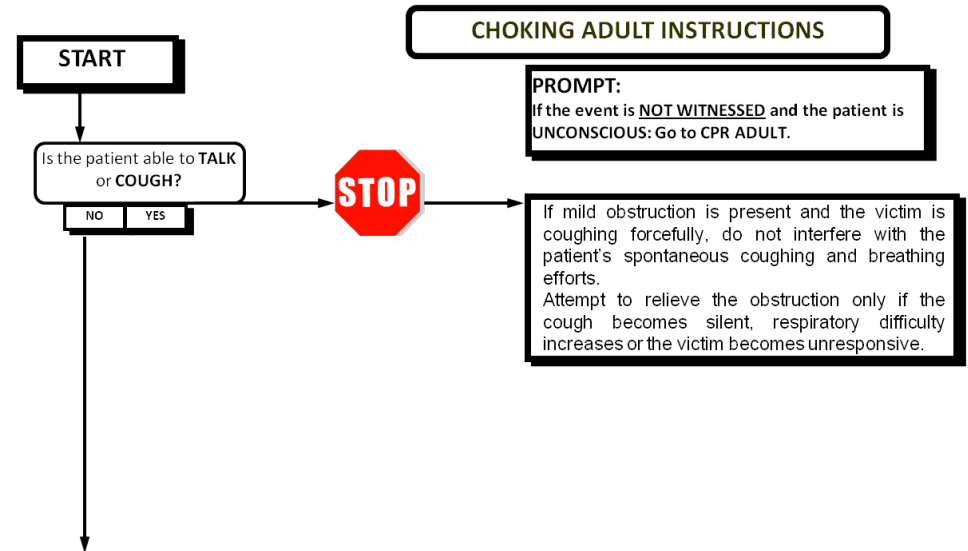 CHOKING ADULT INSTRUCTIONS
START
PROMPT:
If the event is NOT WITNESSED and the patient is
UNCONSCIOUS: Go to CPR ADULT.
Is the patient able to TALK
or COUGH?
NO YES
STOP
If mild obstruction is present and the victim is
coughing forcefully, do not interfere with the
patient's spontaneous coughing and breathing
efforts.
Attempt to relieve the obstruction only if the
cough becomes silent, respiratory difficulty
increases or the victim becomes unresponsive.